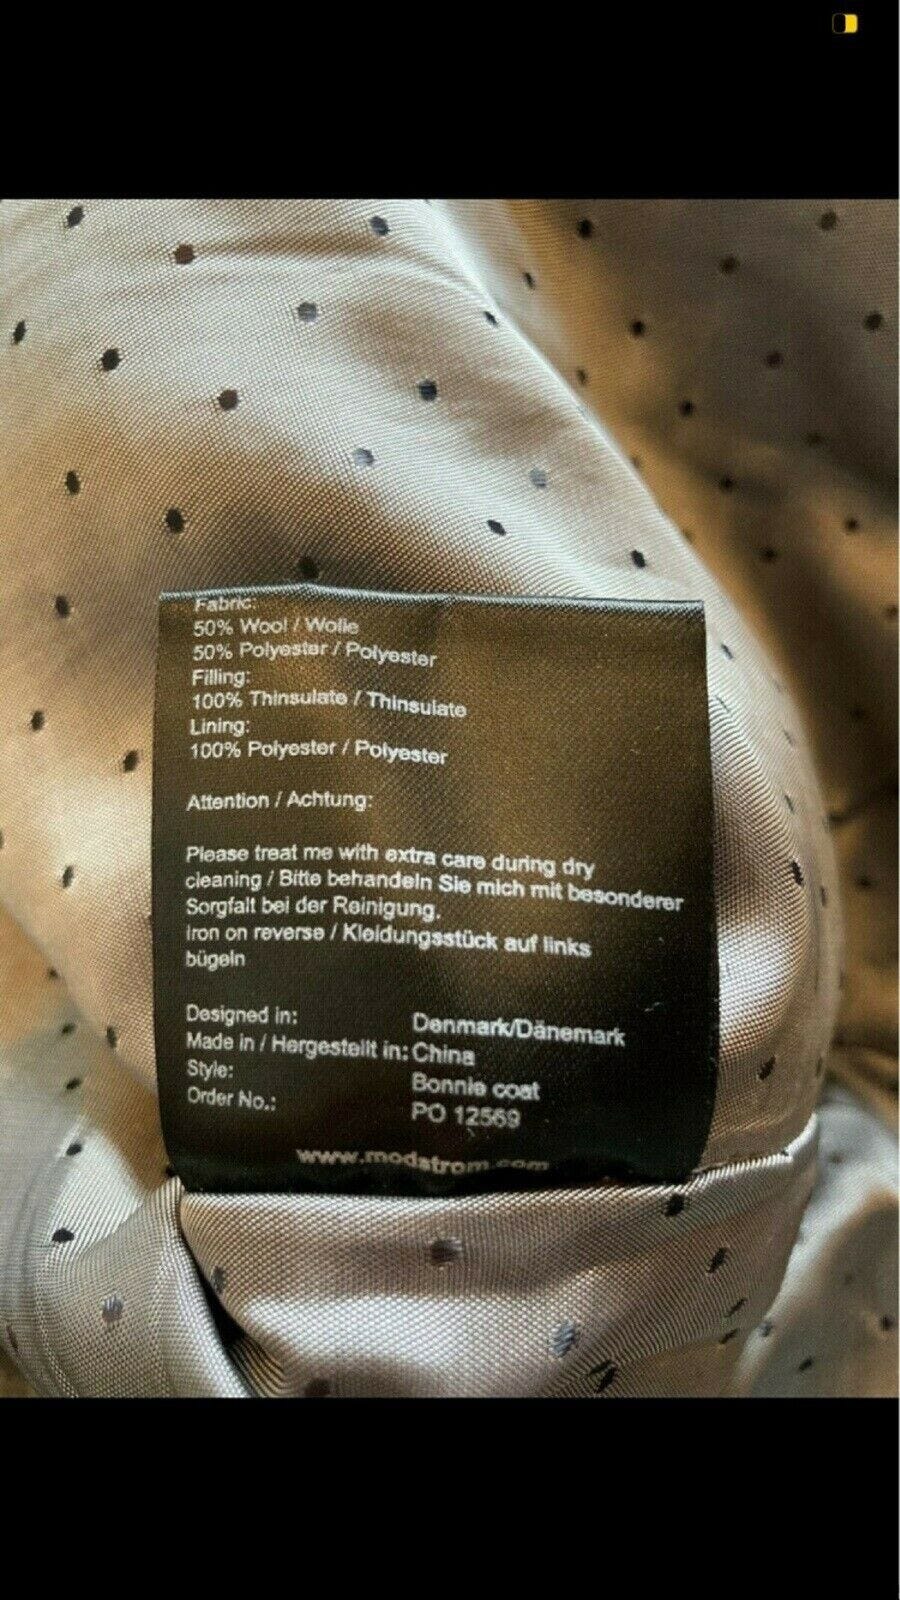 Fabric:
50% Wool / Wolle
50% Polyester / Polyester
Filling:
100% Thinsulate / Thinsulate
Lining:
100% Polyester / Polyester
Attention / Achtung:
Please treat me with extra care during dry
cleaning / Bitte behandeln Sie mich mit besonderer
Sorgfalt bei der Reinigung.
Iron on reverse / Kleidungsstück auf links
bügeln
Designed in: Denmark/Dänemark
Made in / Hergestellt in: China
Style: Bonnie coat
Order No.: PO 12569
www.modstrom.com